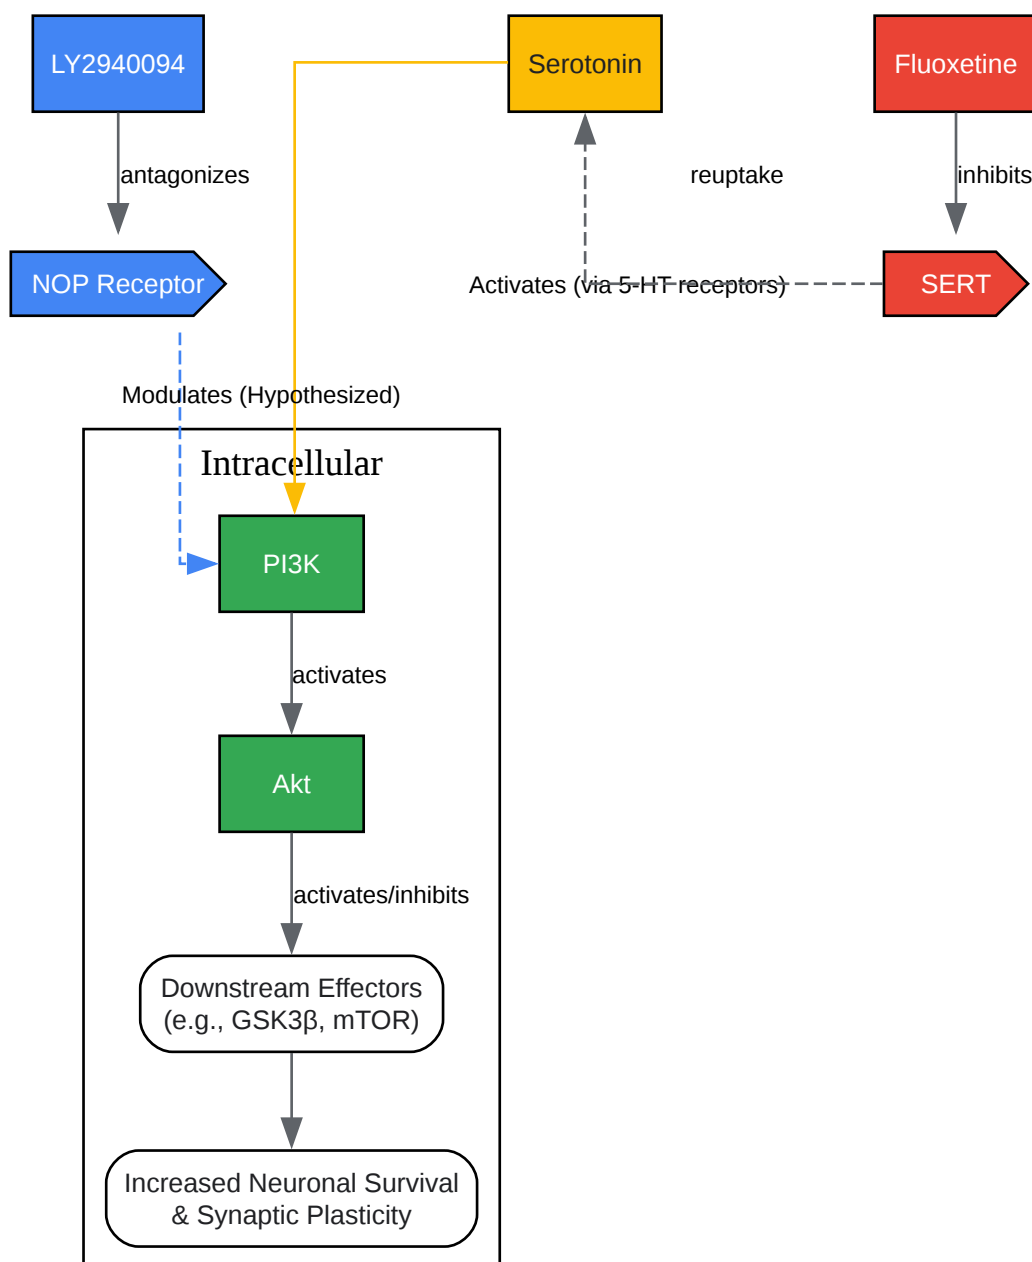 LY2940094
Serotonin
Fluoxetine
antagonizes
reuptake
inhibits
NOP Receptor
Activates (via 5-HT receptors)
SERT
Modulates (Hypothesized)
Intracellular
PI3K
activates
Akt
activates/inhibits
Downstream Effectors
(e.g., GSK3β, mTOR)
Increased Neuronal Survival
& Synaptic Plasticity